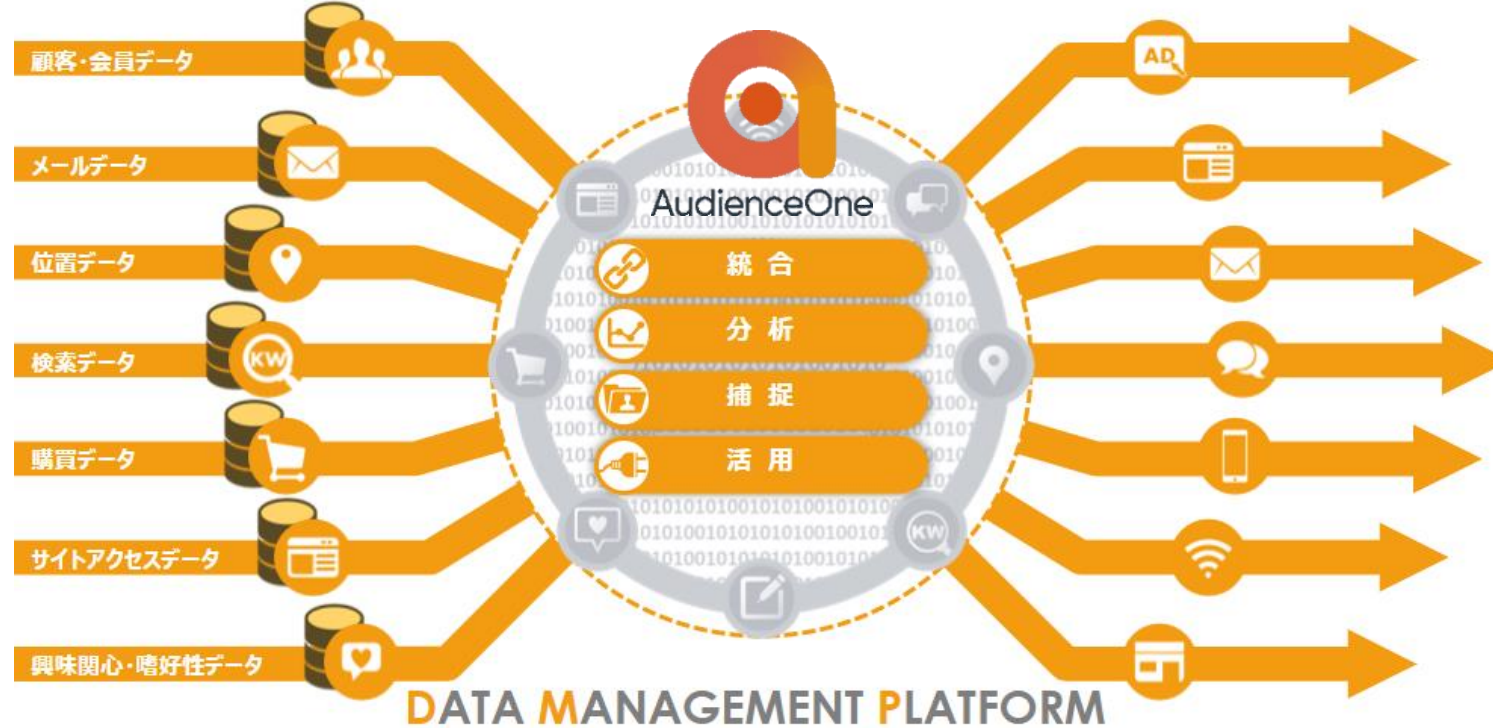 顧客・会員データ
メールデータ
位置データ
検索データ
KW
購買データ
サイトアクセスデータ
興味関心・嗜好性データ
AudienceOne
統合
分析
捕捉
活用
KW
AD
DATA MANAGEMENT PLATFORM